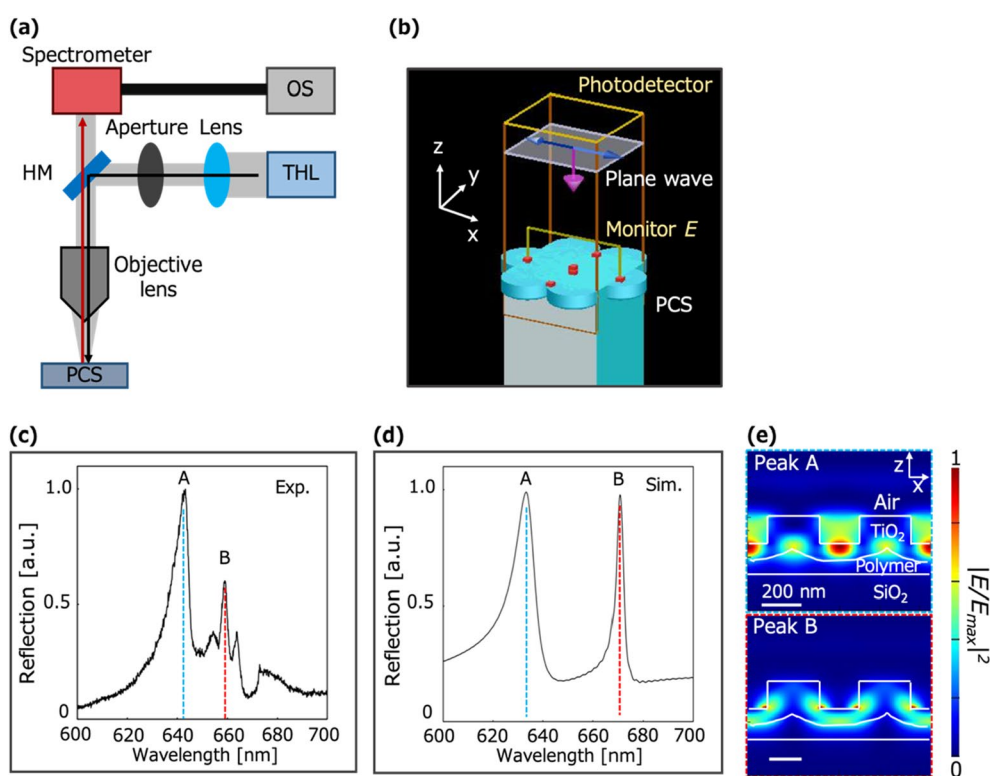 (a)
Spectrometer
OS
Aperture Lens
HM
THL
Objective
lens
PCS
(b)
Photodetector
z
y
x
Plane wave
Monitor E
PCS
(c)
A
Exp.
B
1.0
0.5
0
Reflection [a.u.]
600 620 640 660 680 700
Wavelength [nm]
(d)
A
B
Sim.
1.0
0.5
0
Reflection [a.u.]
600 620 640 660 680 700
Wavelength [nm]
(e)
Peak A
z
x
Air
TiO₂
Polymer
SiO₂
200 nm
Peak B
1
0
|E/Eₘₐₓ|²